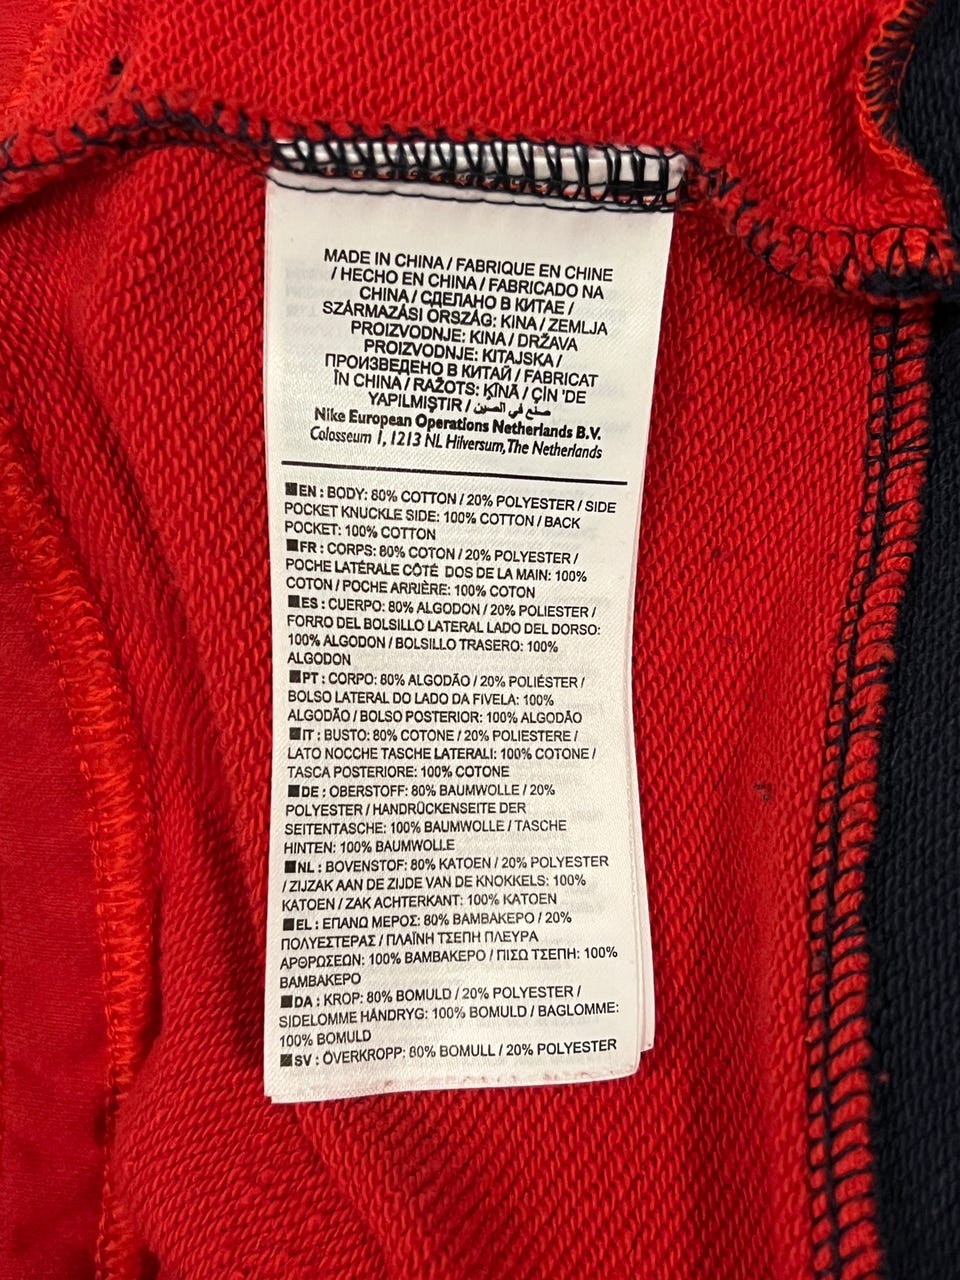 MADE IN CHINA / FABRIQUE EN CHINE
/ HECHO EN CHINA / FABRICADO NA
CHINA / СДЕЛАНО В КИТАЕ /
SZÁRMAZÁSI ORSZÁG: KINA / ZEMLJA
PROIZVODNJE: KINA / DRŽAVA
PROIZVODNJE: KITAJSKA /
ПРОИЗВЕДЕНО В КИТАЙ / FABRICAT
ÎN CHINA / RAŽOTS: ĶĪNĀ / ÇİN 'DE
YAPILMIŞTIR / صنع في الصين
Nike European Operations Netherlands B.V.
Colosseum 1, 1213 NL Hilversum, The Netherlands
■EN : BODY: 80% COTTON / 20% POLYESTER / SIDE
POCKET KNUCKLE SIDE: 100% COTTON / BACK
POCKET: 100% COTTON
■FR : CORPS: 80% COTON / 20% POLYESTER /
POCHE LATÉRALE CÔTÉ DOS DE LA MAIN: 100%
COTON / POCHE ARRIÈRE: 100% COTON
■ES : CUERPO: 80% ALGODON / 20% POLIESTER /
FORRO DEL BOLSILLO LATERAL LADO DEL DORSO:
100% ALGODON / BOLSILLO TRASERO: 100%
ALGODON
■PT : CORPO: 80% ALGODÃO / 20% POLIÉSTER /
BOLSO LATERAL DO LADO DA FIVELA: 100%
ALGODÃO / BOLSO POSTERIOR: 100% ALGODÃO
■IT : BUSTO: 80% COTONE / 20% POLIESTERE /
LATO NOCCHE TASCHE LATERALI: 100% COTONE /
TASCA POSTERIORE: 100% COTONE
■DE : OBERSTOFF: 80% BAUMWOLLE / 20%
POLYESTER / HANDRÜCKENSEITE DER
SEITENTASCHE: 100% BAUMWOLLE / TASCHE
HINTEN: 100% BAUMWOLLE
■NL : BOVENSTOF: 80% KATOEN / 20% POLYESTER
/ ZIJZAK AAN DE ZIJDE VAN DE KNOKKELS: 100%
KATOEN / ZAK ACHTERKANT: 100% KATOEN
■EL : ΕΠΑΝΩ ΜΕΡΟΣ: 80% ΒΑΜΒΑΚΕΡΟ / 20%
ΠΟΛΥΕΣΤΕΡΑΣ / ΠΛΑΪΝΗ ΤΣΕΠΗ ΠΛΕΥΡΑ
ΑΡΘΡΩΣΕΩΝ: 100% ΒΑΜΒΑΚΕΡΟ / ΠΙΣΩ ΤΣΕΠΗ: 100%
ΒΑΜΒΑΚΕΡΟ
■DA : KROP: 80% BOMULD / 20% POLYESTER /
SIDELOMME HÅNDRYG: 100% BOMULD / BAGLOMME:
100% BOMULD
■SV : ÖVERKROPP: 80% BOMULL / 20% POLYESTER